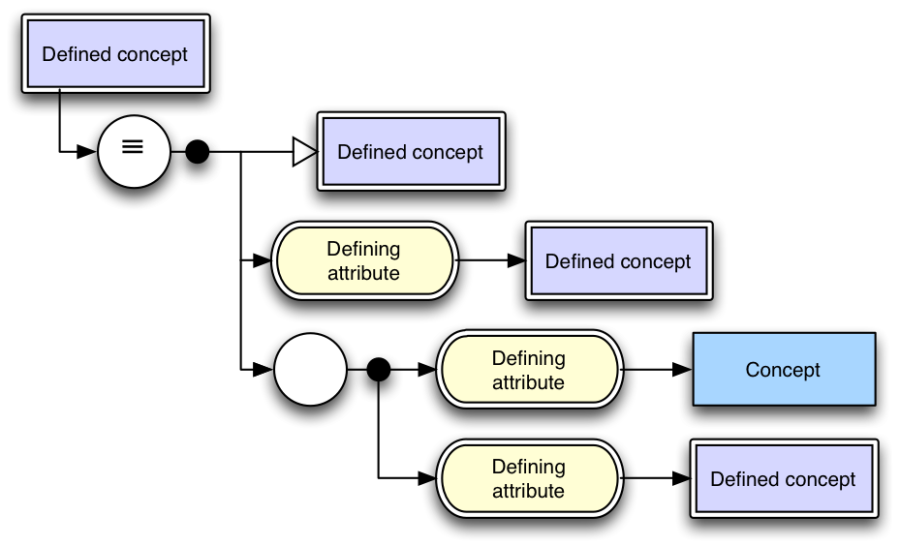 Defined concept
≡
Defined concept
Defining
attribute
Defined concept
Defining
attribute
Concept
Defining
attribute
Defined concept